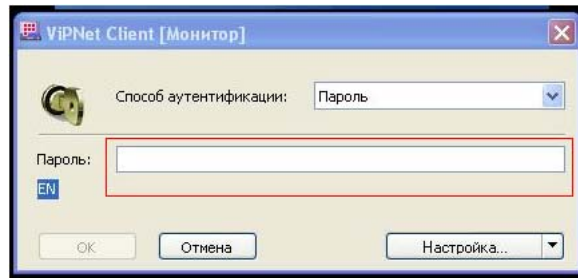 ViPNet Client [Монитор]
Способ аутентификации: Пароль
Пароль:
EN
OK Отмена Настройка...